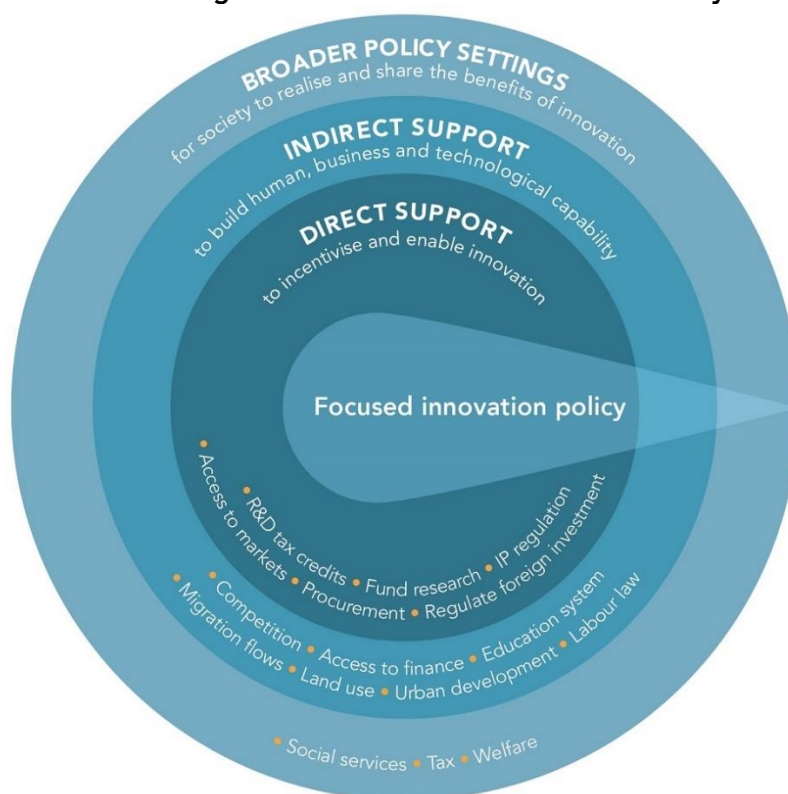 BROADER POLICY SETTINGS
for society to realise and share the benefits of innovation
INDIRECT SUPPORT
to build human, business and technological capability
DIRECT SUPPORT
to incentivise and enable innovation
Focused innovation policy
• R&D tax credits • Fund research • IP regulation
• Access to markets • Procurement • Regulate foreign investment
• Competition • Access to finance • Education system
• Migration flows • Land use • Urban development • Labour law
• Social services • Tax • Welfare